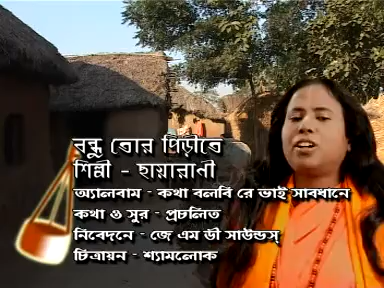 বন্ধু তোর পিড়ীতে
শিল্পী - ছায়ারাণী
অ্যালবাম - কথা বলবি রে ভাই সাবধানে
কথা ও সুর - প্রচলিত
নিবেদনে - জে এম ডী সাউন্ডস্
চিত্রায়ন - শ্যামলোক